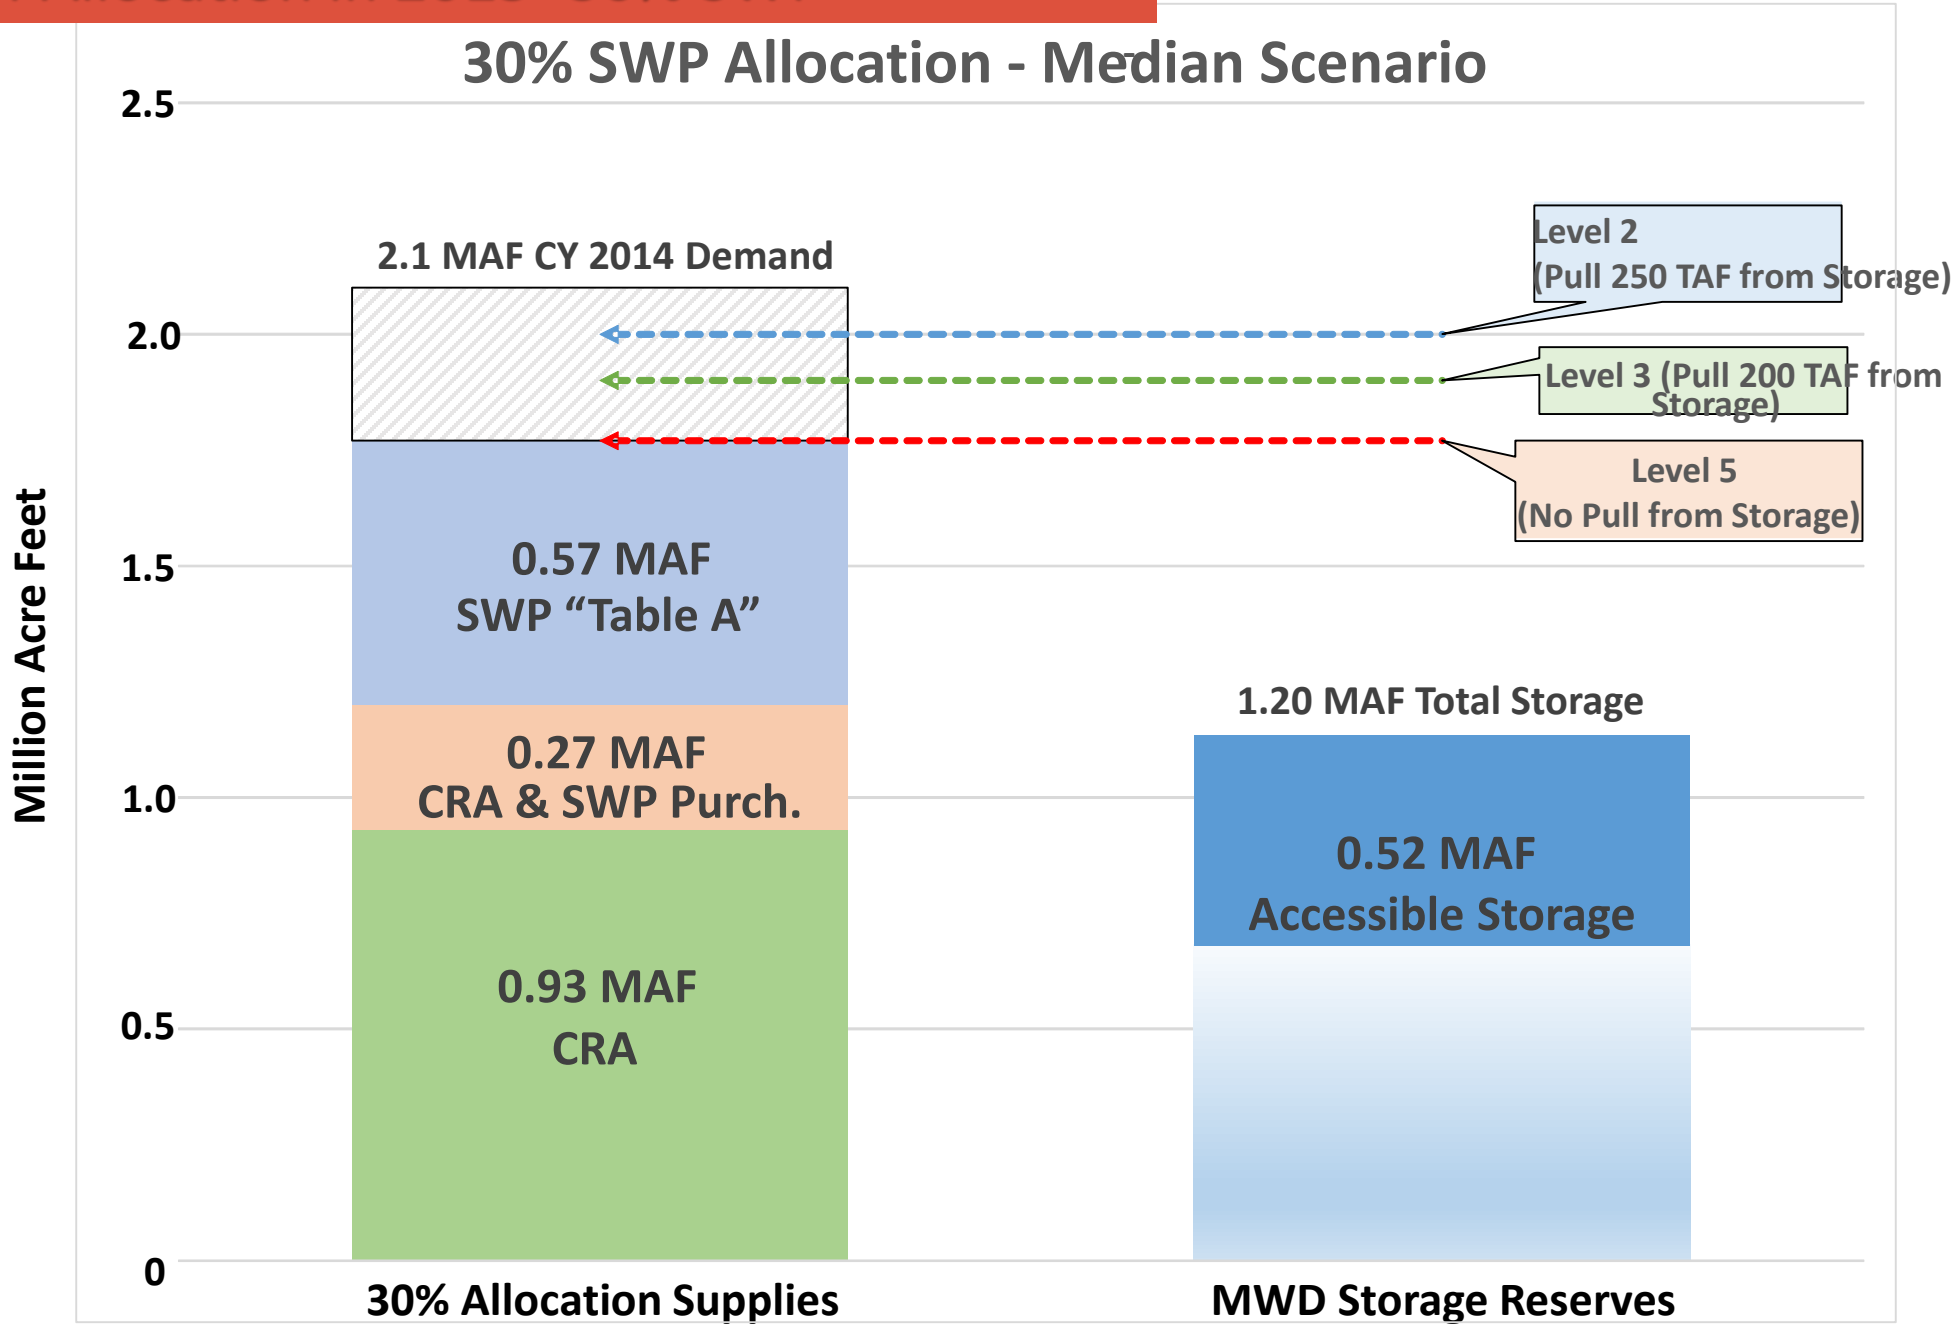 30% SWP Allocation - Median Scenario
2.5
2.0
1.5
1.0
0.5
0
Million Acre Feet
2.1 MAF CY 2014 Demand
0.57 MAF
SWP “Table A”
0.27 MAF
CRA & SWP Purch.
0.93 MAF
CRA
30% Allocation Supplies
Level 2
(Pull 250 TAF from Storage)
Level 3 (Pull 200 TAF from
Storage)
Level 5
(No Pull from Storage)
1.20 MAF Total Storage
0.52 MAF
Accessible Storage
MWD Storage Reserves